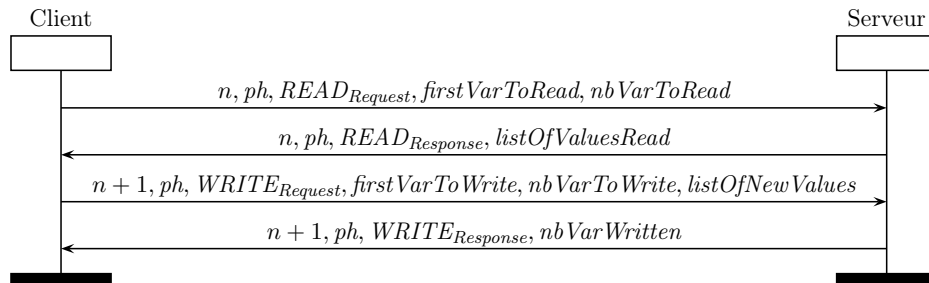 Client Serveur
n, ph, READ_Request, firstVarToRead, nbVarToRead
n, ph, READ_Response, listOfValuesRead
n + 1, ph, WRITE_Request, firstVarToWrite, nbVarToWrite, listOfNewValues
n + 1, ph, WRITE_Response, nbVarWritten